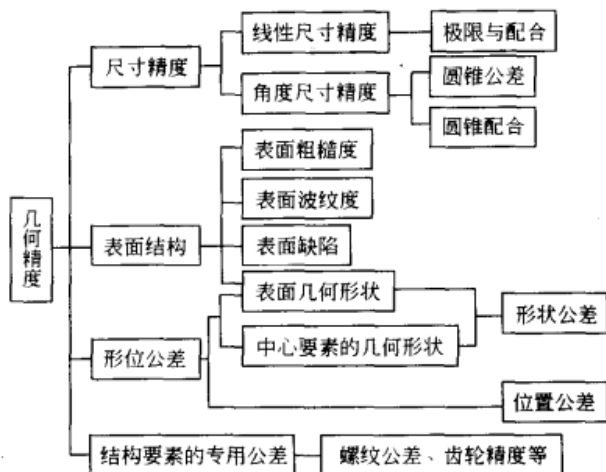 线性尺寸精度
极限与配合
尺寸精度
圆锥公差
角度尺寸精度
圆锥配合
表面粗糙度
表面波纹度
几何精度
表面结构
表面缺陷
表面几何形状
形状公差
形位公差
中心要素的几何形状
位置公差
结构要素的专用公差
螺纹公差、齿轮精度等